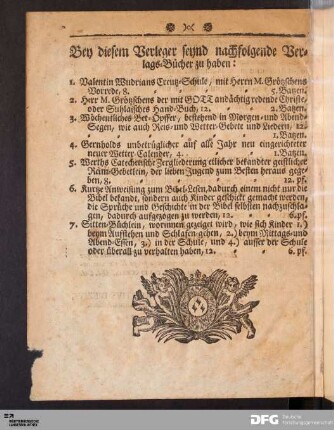 Bey diesem Verleger seynd nachfolgende Ver-
lags-Bücher zu haben:
1. Valentin Wudrians Creutz-Schule, mit Herrn M. Grötzschens
Vorrede, 8. 5. Batzen.
2. Herr M. Grötzschens der mit GOTT andächtig redende Christe-
oder Stihlaisches Hand-Buch, 12. 2. Batzen.
3. Wöchentliches Bet-Opffer, bestehend in Morgen- und Abend-
Segen, wie auch Reis- und Wetter-Gebete und Liedern, 12.
1. Batzen.
4. Gernholds unbetrüglicher auf alle Jahr neu eingerichteter
neuer Wetter-Calender, 4. 1. Batzen.
5. Werths Catechetische Zergliederung etlicher bekandter geistlicher
Räim-Gebetlein, der lieben Jugend zum Besten heraus gege-
ben, 8. 12. pf.
6. Kurtze Anweisung zum Bibel-Lesen, dadurch einem nicht nur die
Bibel bekandt, sondern auch Kinder geschickt gemacht werden,
die Sprüche und Geschichte in der Bibel selbsten nachzuschla-
gen, dadurch aufgezogen zu werden, 12. 6. pf.
7. Sitten-Büchlein, worinnen gezeiget wird, wie sich Kinder 1.)
beym Aufstehen und Schlafen-gehen, 2.) beym Mittags- und
Abend-Essen, 3.) in der Schule, und 4.) ausser der Schule
oder überall zu verhalten haben, 12. 6. pf.
DFG Deutsche
Forschungsgemeinschaft